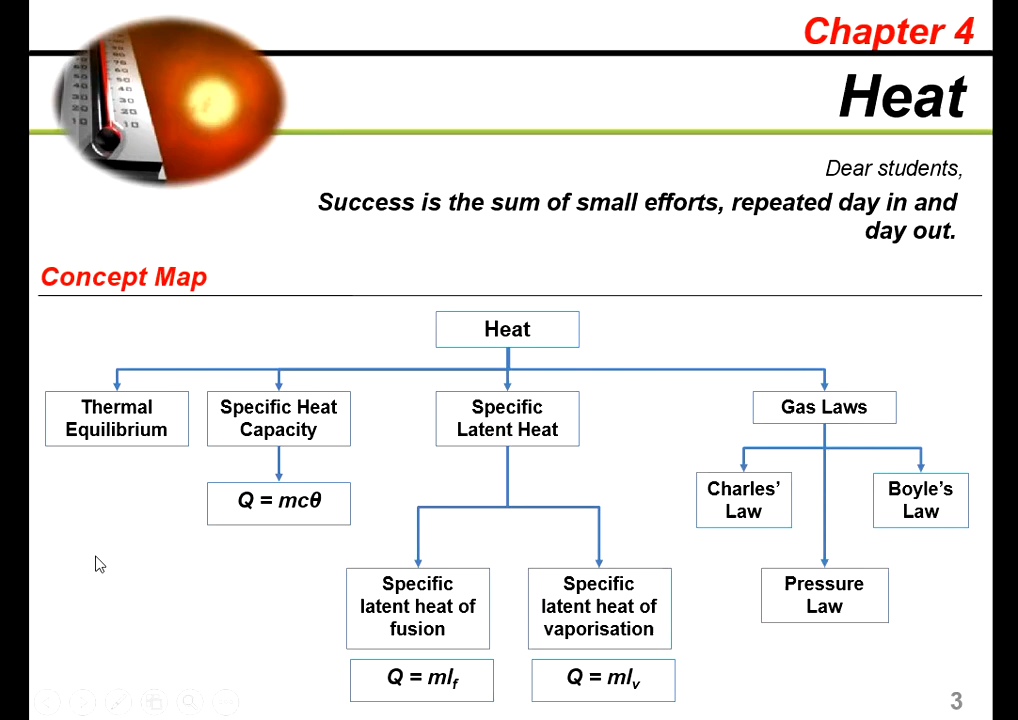 Chapter 4
Heat
Dear students,
Success is the sum of small efforts, repeated day in and
day out.
Concept Map
Heat
Thermal
Equilibrium
Specific Heat
Capacity
Specific
Latent Heat
Gas Laws
Q = mcθ
Charles’
Law
Boyle’s
Law
Specific
latent heat of
fusion
Specific
latent heat of
vaporisation
Pressure
Law
Q = mlf
Q = mlv
3